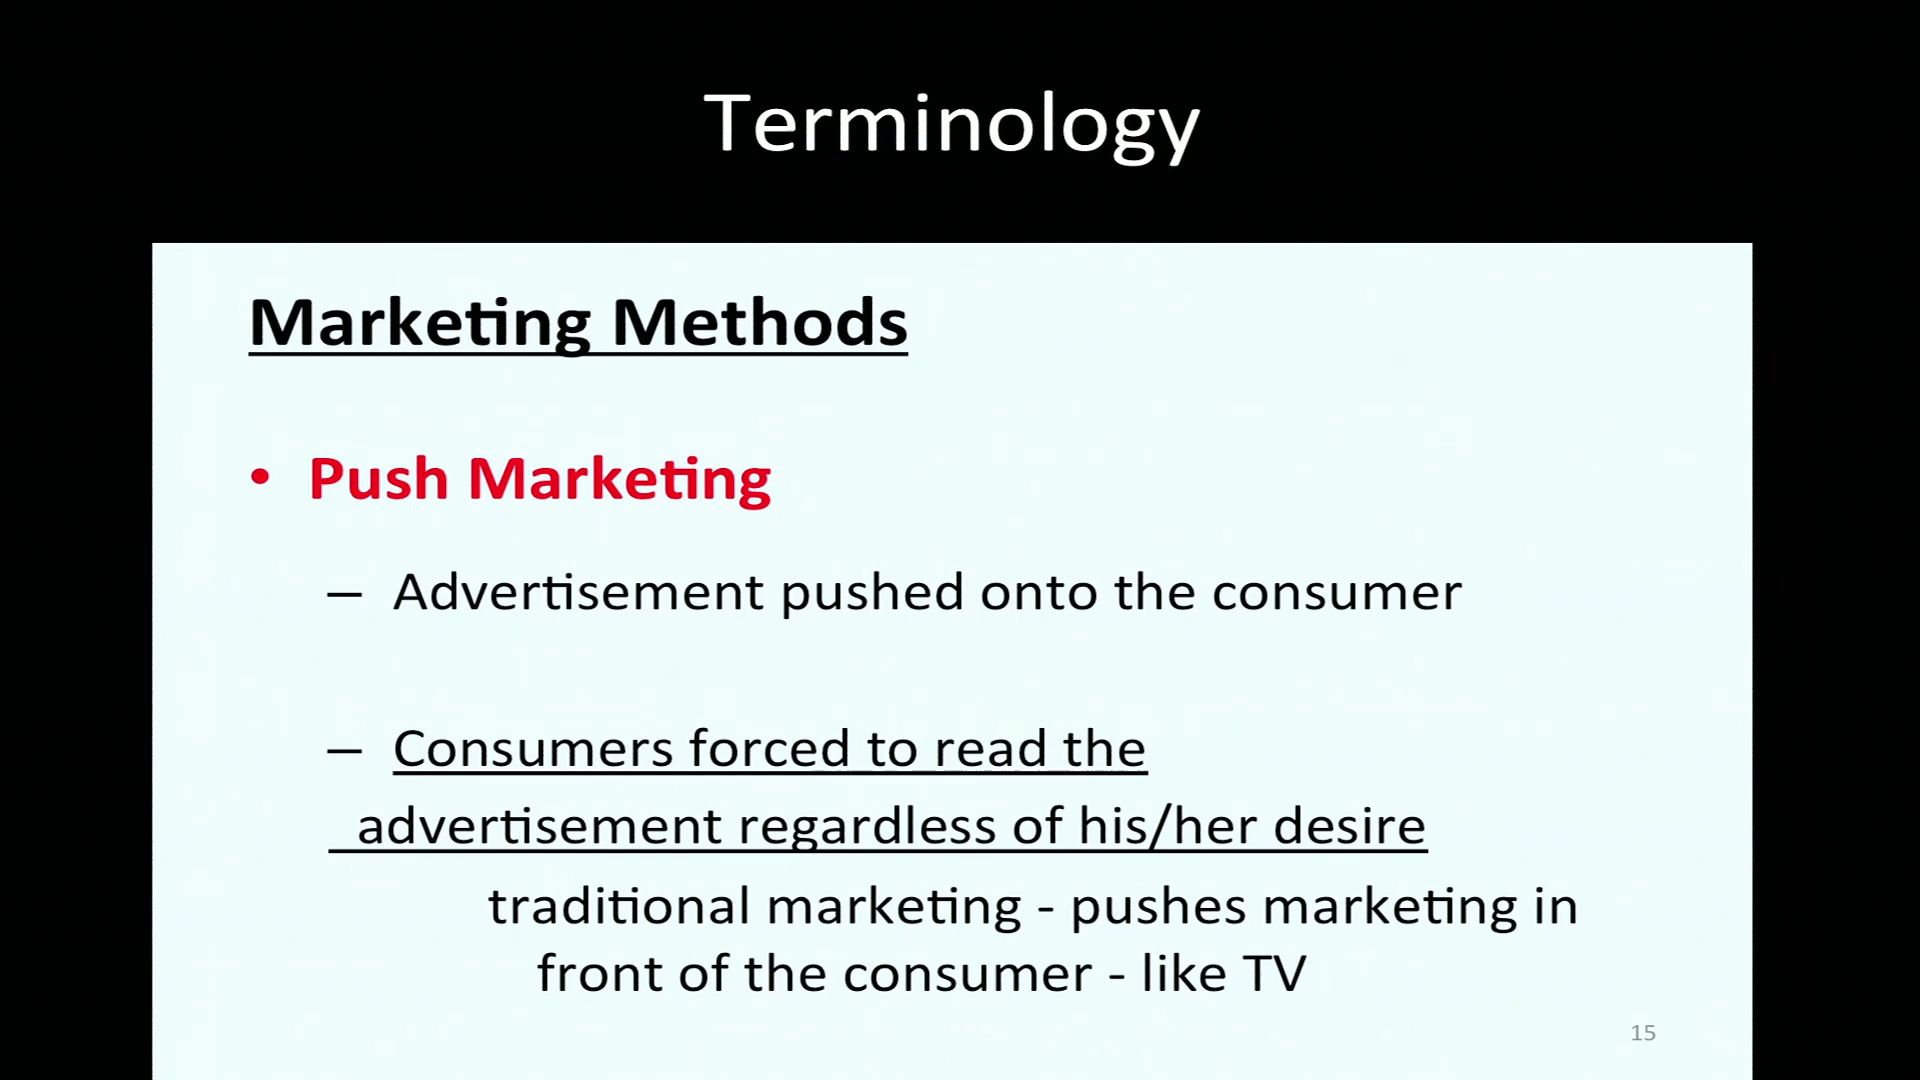 Terminology
Marketing Methods
• Push Marketing
– Advertisement pushed onto the consumer
– Consumers forced to read the
advertisement regardless of his/her desire
traditional marketing - pushes marketing in
front of the consumer - like TV
15